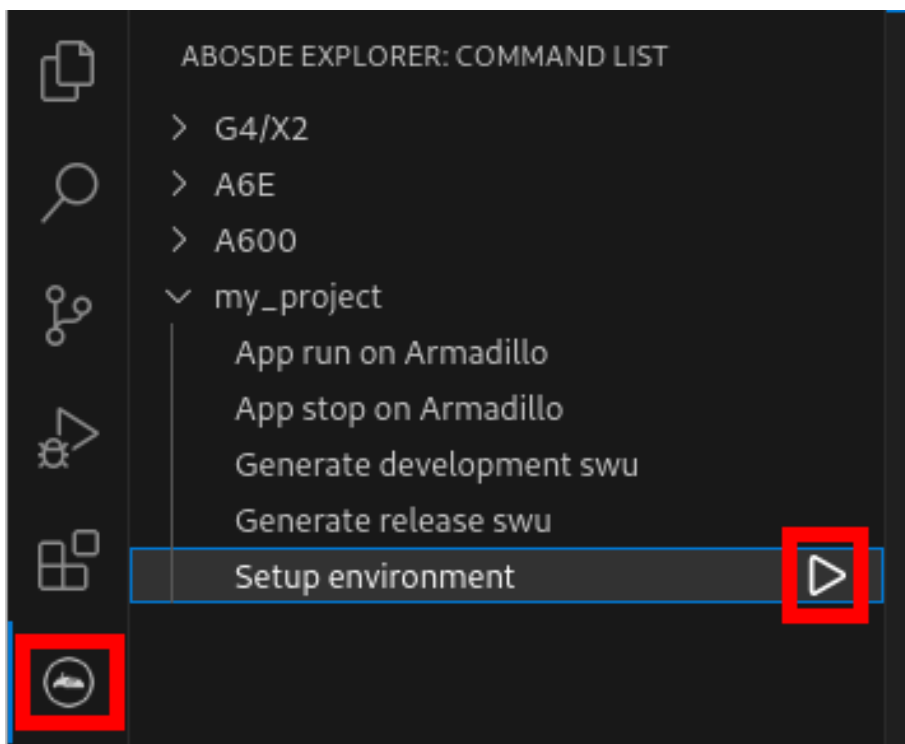 ABOSDE EXPLORER: COMMAND LIST
G4/X2
A6E
A600
my_project
App run on Armadillo
App stop on Armadillo
Generate development swu
Generate release swu
Setup environment